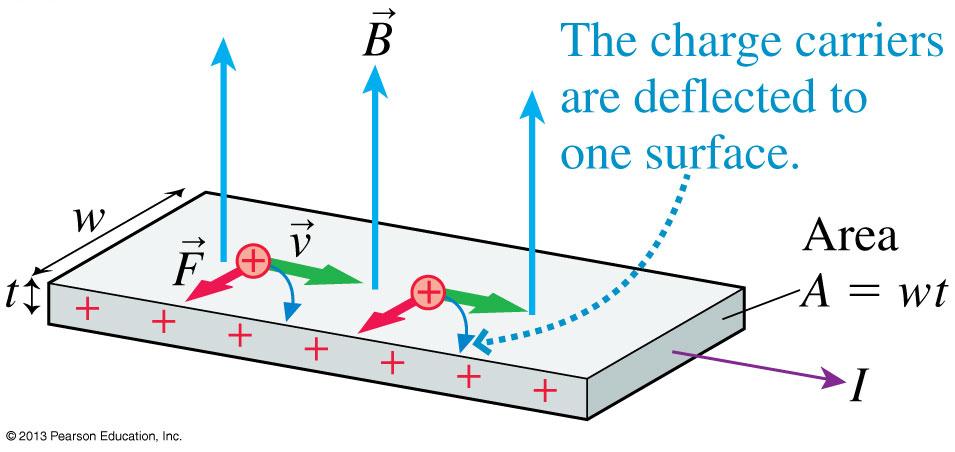 B⃗
The charge carriers
are deflected to
one surface.
w
F⃗
v⃗
Area
A = wt
t
+ + + + + + + + +
I
© 2013 Pearson Education, Inc.